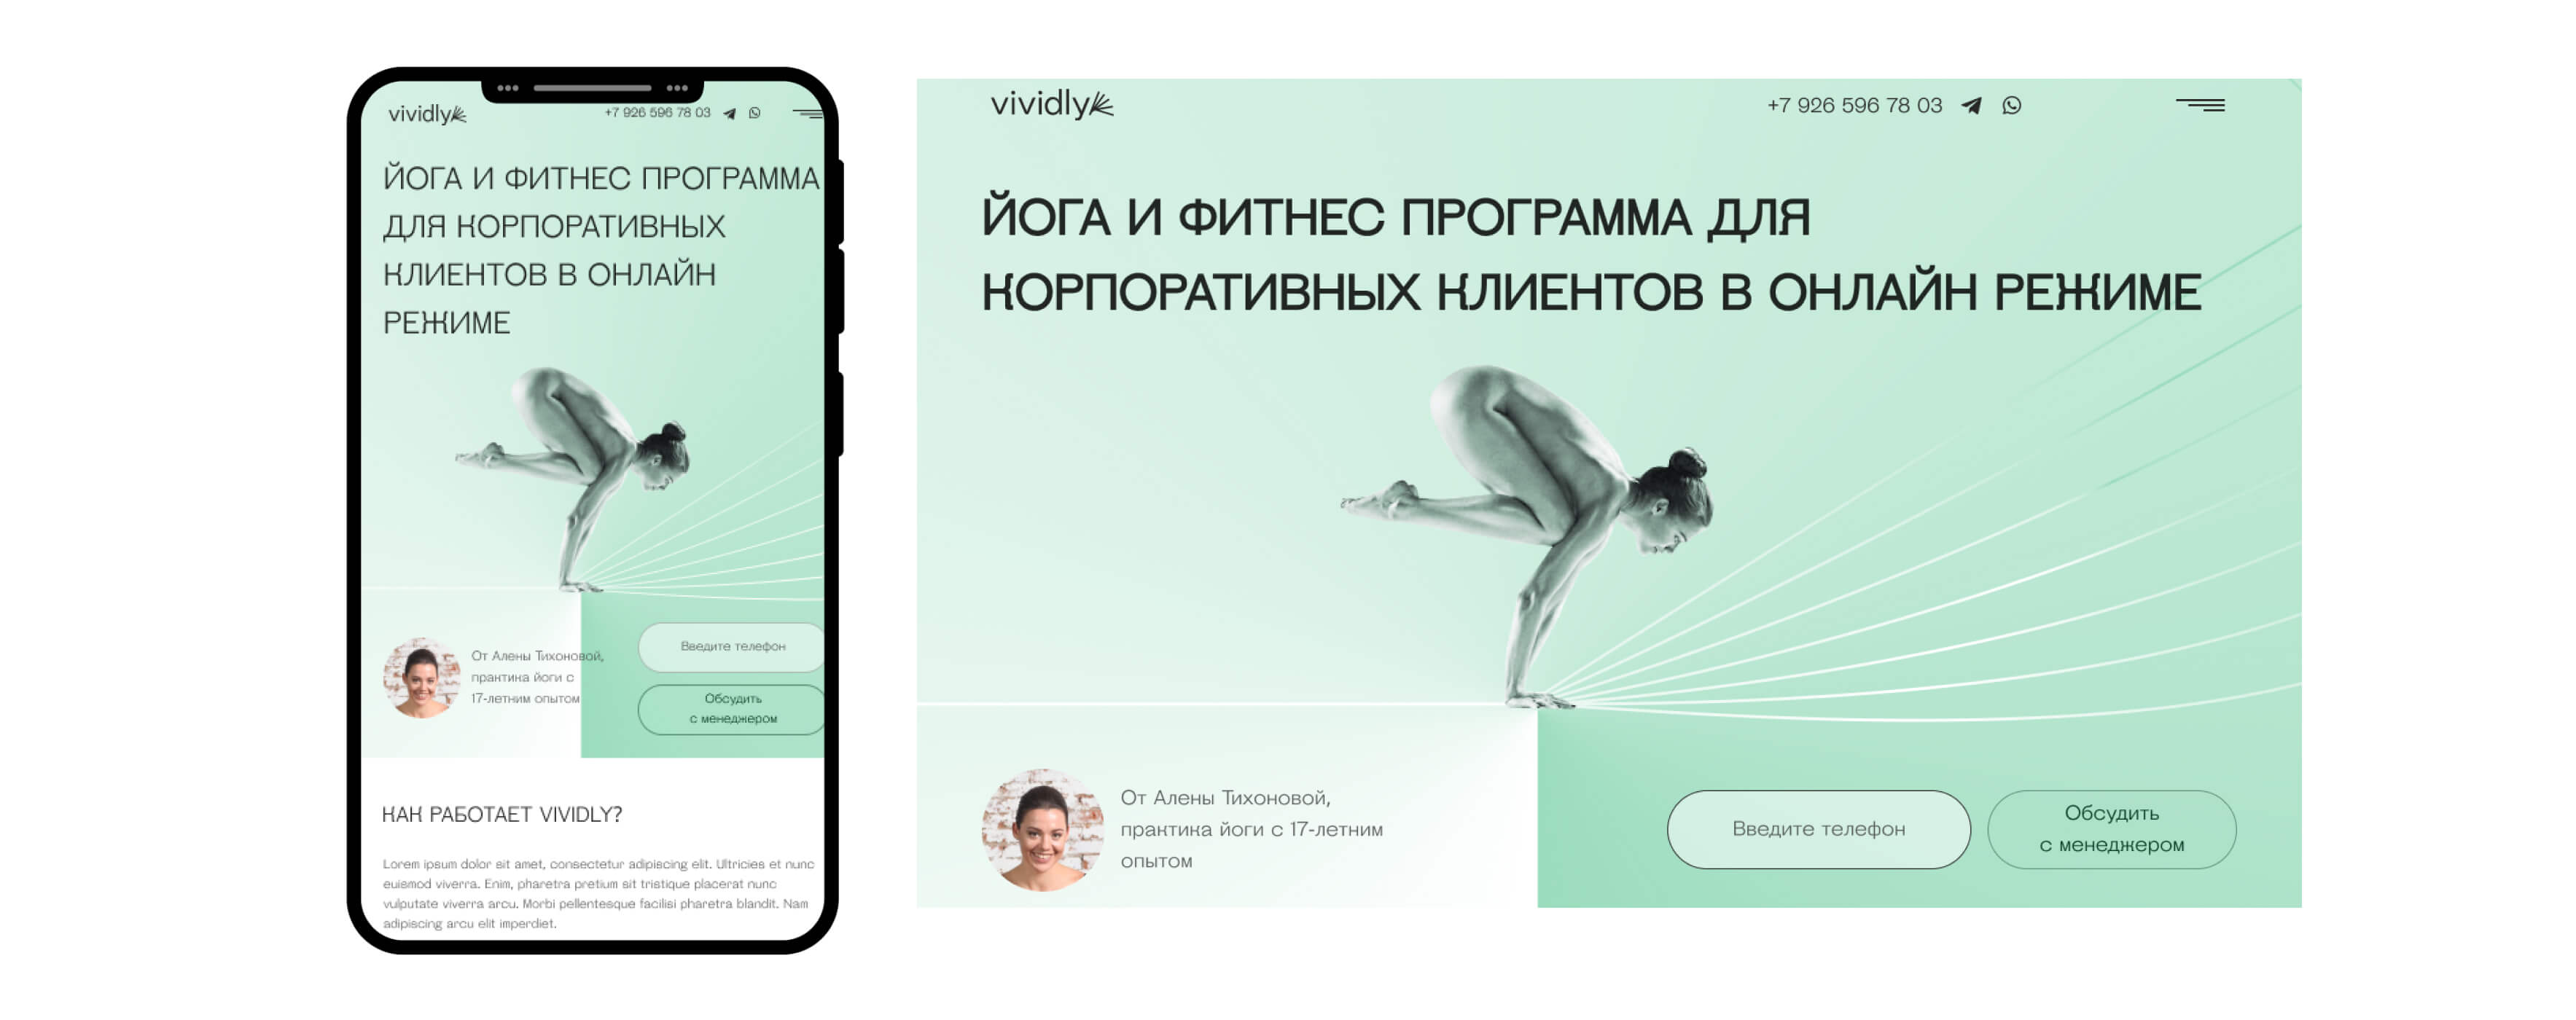 vividly
+7 926 596 78 03
ЙОГА И ФИТНЕС ПРОГРАММА
ДЛЯ КОРПОРАТИВНЫХ
КЛИЕНТОВ В ОНЛАЙН
РЕЖИМЕ
От Алены Тихоновой,
практика йоги с
17-летним опытом
Введите телефон
Обсудить
с менеджером
КАК РАБОТАЕТ VIVIDLY?
Lorem ipsum dolor sit amet, consectetur adipiscing elit. Ultricies et nunc
euismod viverra. Enim, pharetra pretium sit tristique placerat nunc
vulputate viverra arcu. Morbi pellentesque facilisi pharetra blandit. Nam
adipiscing arcu elit imperdiet.
vividly
+7 926 596 78 03
ЙОГА И ФИТНЕС ПРОГРАММА ДЛЯ
КОРПОРАТИВНЫХ КЛИЕНТОВ В ОНЛАЙН РЕЖИМЕ
От Алены Тихоновой,
практика йоги с 17-летним
опытом
Введите телефон
Обсудить
с менеджером